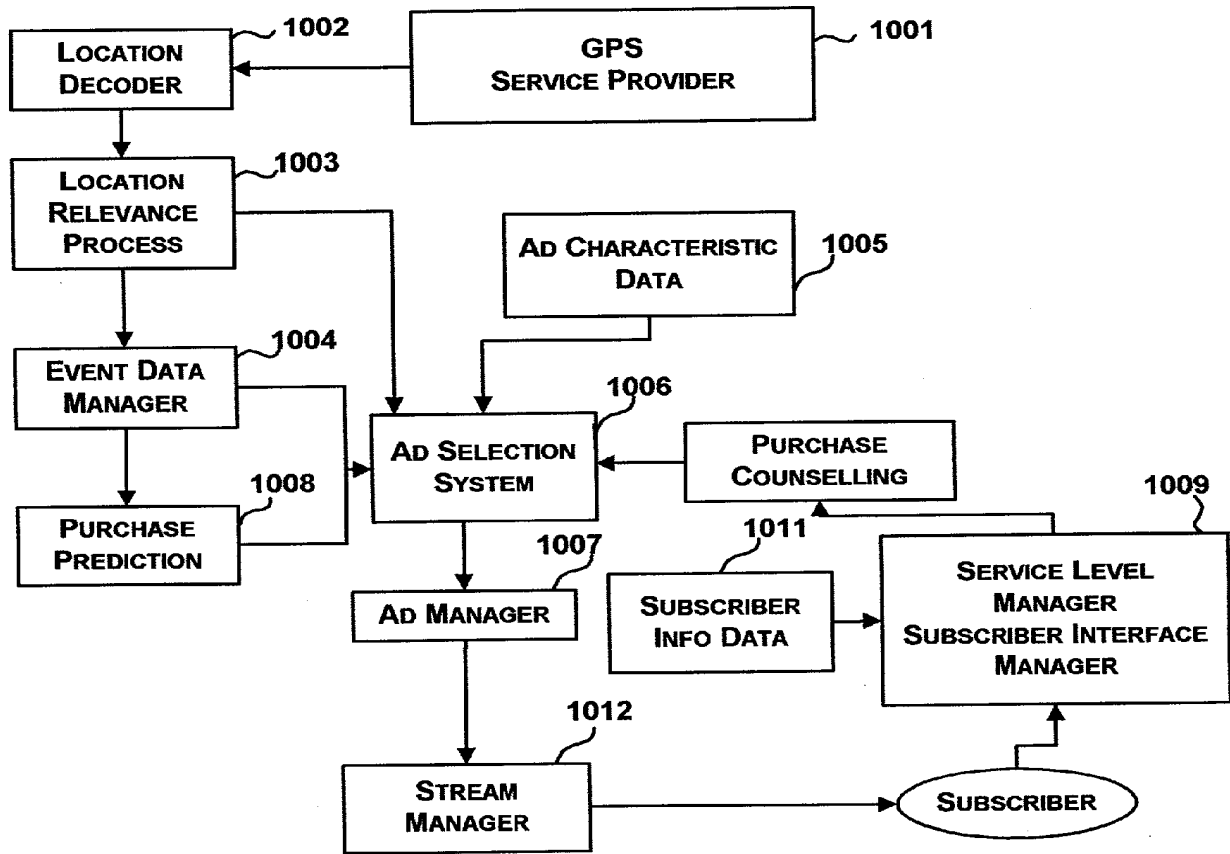 1002
LOCATION
DECODER
GPS
SERVICE PROVIDER
1001
1003
LOCATION
RELEVANCE
PROCESS
AD CHARACTERISTIC
DATA
1005
1004
EVENT DATA
MANAGER
1006
AD SELECTION
SYSTEM
PURCHASE
COUNSELLING
1008
PURCHASE
PREDICTION
1009
1007
AD MANAGER
1011
SUBSCRIBER
INFO DATA
SERVICE LEVEL
MANAGER
SUBSCRIBER INTERFACE
MANAGER
1012
STREAM
MANAGER
SUBSCRIBER